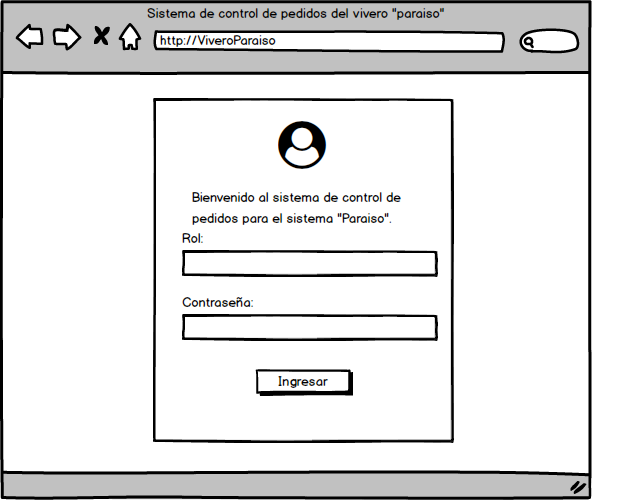 Sistema de control de pedidos del vivero "paraiso"
http://ViveroParaiso
Bienvenido al sistema de control de
pedidos para el sistema "Paraiso".
Rol:
Contraseña:
Ingresar